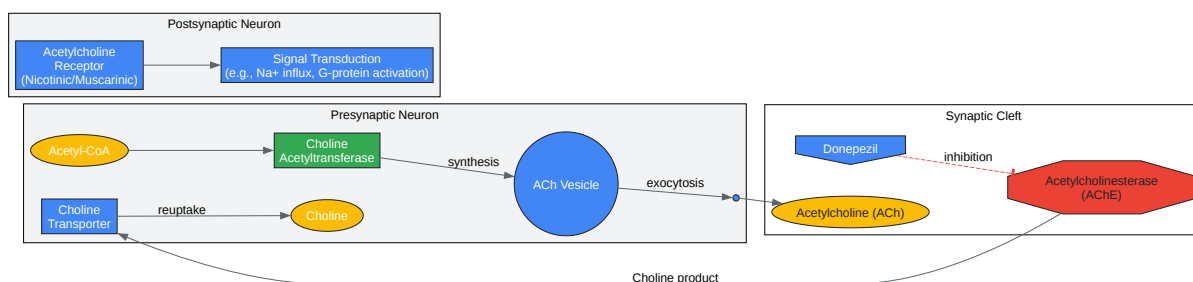 Postsynaptic Neuron
Acetylcholine
Receptor
(Nicotinic/Muscarinic)
Signal Transduction
(e.g., Na+ influx, G-protein activation)
Presynaptic Neuron
Acetyl-CoA
Choline
Acetyltransferase
synthesis
ACh Vesicle
exocytosis
Choline
Transporter
reuptake
Choline
Synaptic Cleft
Donepezil
inhibition
Acetylcholinesterase
(AChE)
Acetylcholine (ACh)
Choline product